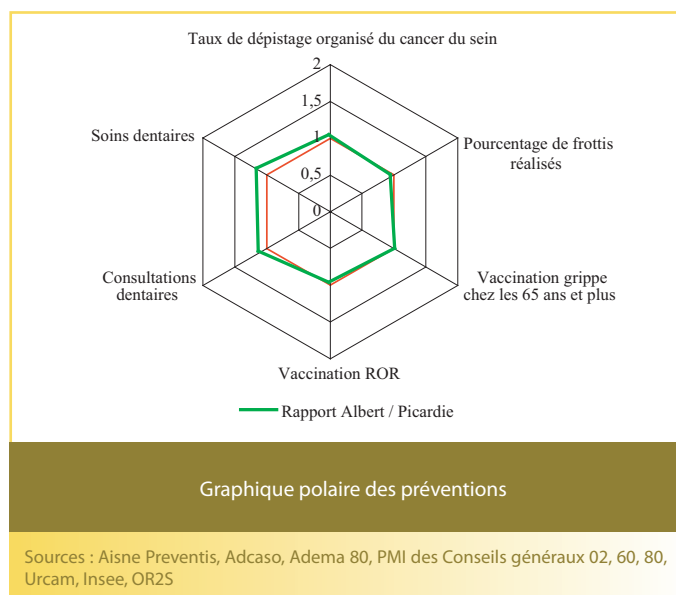 Taux de dépistage organisé du cancer du sein
2
1,5
1
0,5
0
Soins dentaires
Pourcentage de frottis
réalisés
Consultations
dentaires
Vaccination grippe
chez les 65 ans et plus
Vaccination ROR
Rapport Albert / Picardie
Graphique polaire des préventions
Sources : Aisne Preventis, Adcaso, Adema 80, PMI des Conseils généraux 02, 60, 80,
Urcam, Insee, OR2S